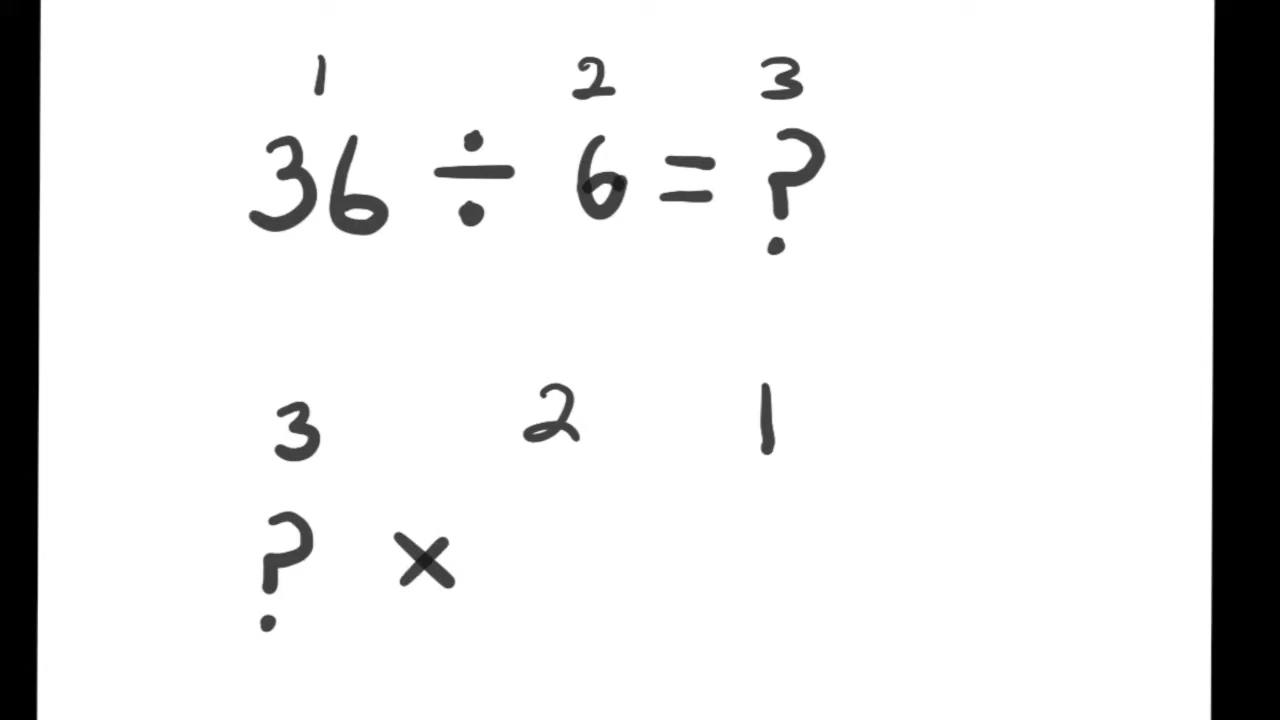 1 2 3
36 ÷ 6 = ?
3 2 1
? ×